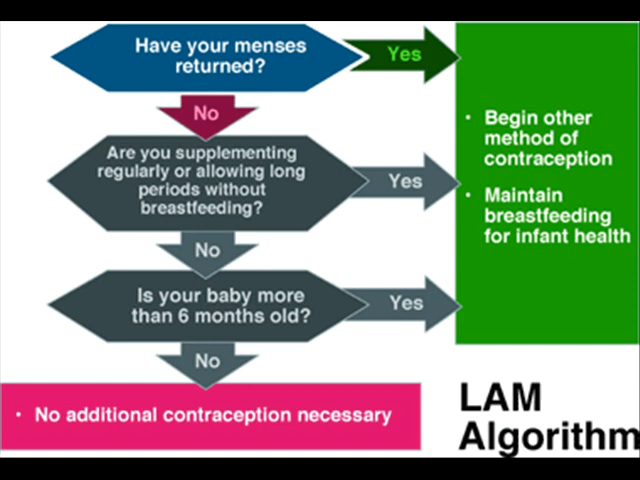 Have your menses
returned?
Yes
No
Are you supplementing
regularly or allowing long
periods without
breastfeeding?
Yes
No
Is your baby more
than 6 months old?
Yes
No
• No additional contraception necessary
• Begin other
method of
contraception
• Maintain
breastfeeding
for infant health
LAM
Algorithm